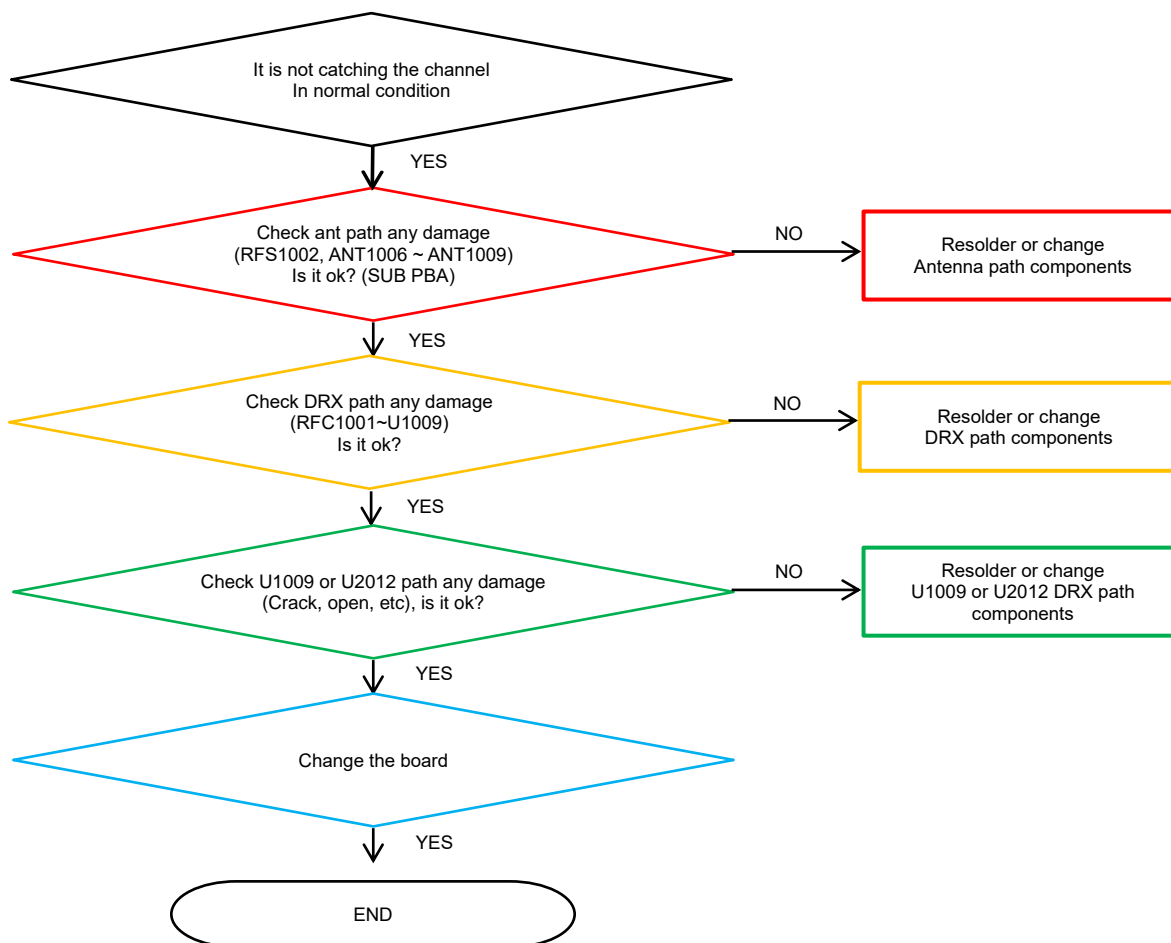 It is not catching the channel
In normal condition
YES
Check ant path any damage
(RFS1002, ANT1006 ~ ANT1009)
Is it ok? (SUB PBA)
NO
Resolder or change
Antenna path components
YES
Check DRX path any damage
(RFC1001~U1009)
Is it ok?
NO
Resolder or change
DRX path components
YES
Check U1009 or U2012 path any damage
(Crack, open, etc), is it ok?
NO
Resolder or change
U1009 or U2012 DRX path
components
YES
Change the board
YES
END